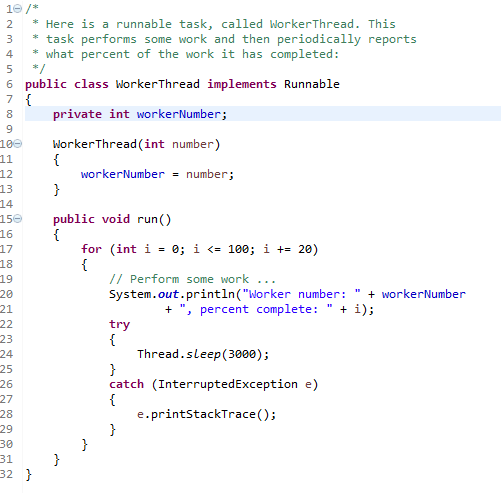 1 /*
2  * Here is a runnable task, called WorkerThread. This
3  * task performs some work and then periodically reports
4  * what percent of the work it has completed:
5  */
6 public class WorkerThread implements Runnable
7 {
8     private int workerNumber;
9
10     WorkerThread(int number)
11     {
12         workerNumber = number;
13     }
14
15     public void run()
16     {
17         for (int i = 0; i <= 100; i += 20)
18         {
19             // Perform some work ...
20             System.out.println("Worker number: " + workerNumber
21                     + ", percent complete: " + i);
22             try
23             {
24                 Thread.sleep(3000);
25             }
26             catch (InterruptedException e)
27             {
28                 e.printStackTrace();
29             }
30         }
31     }
32 }